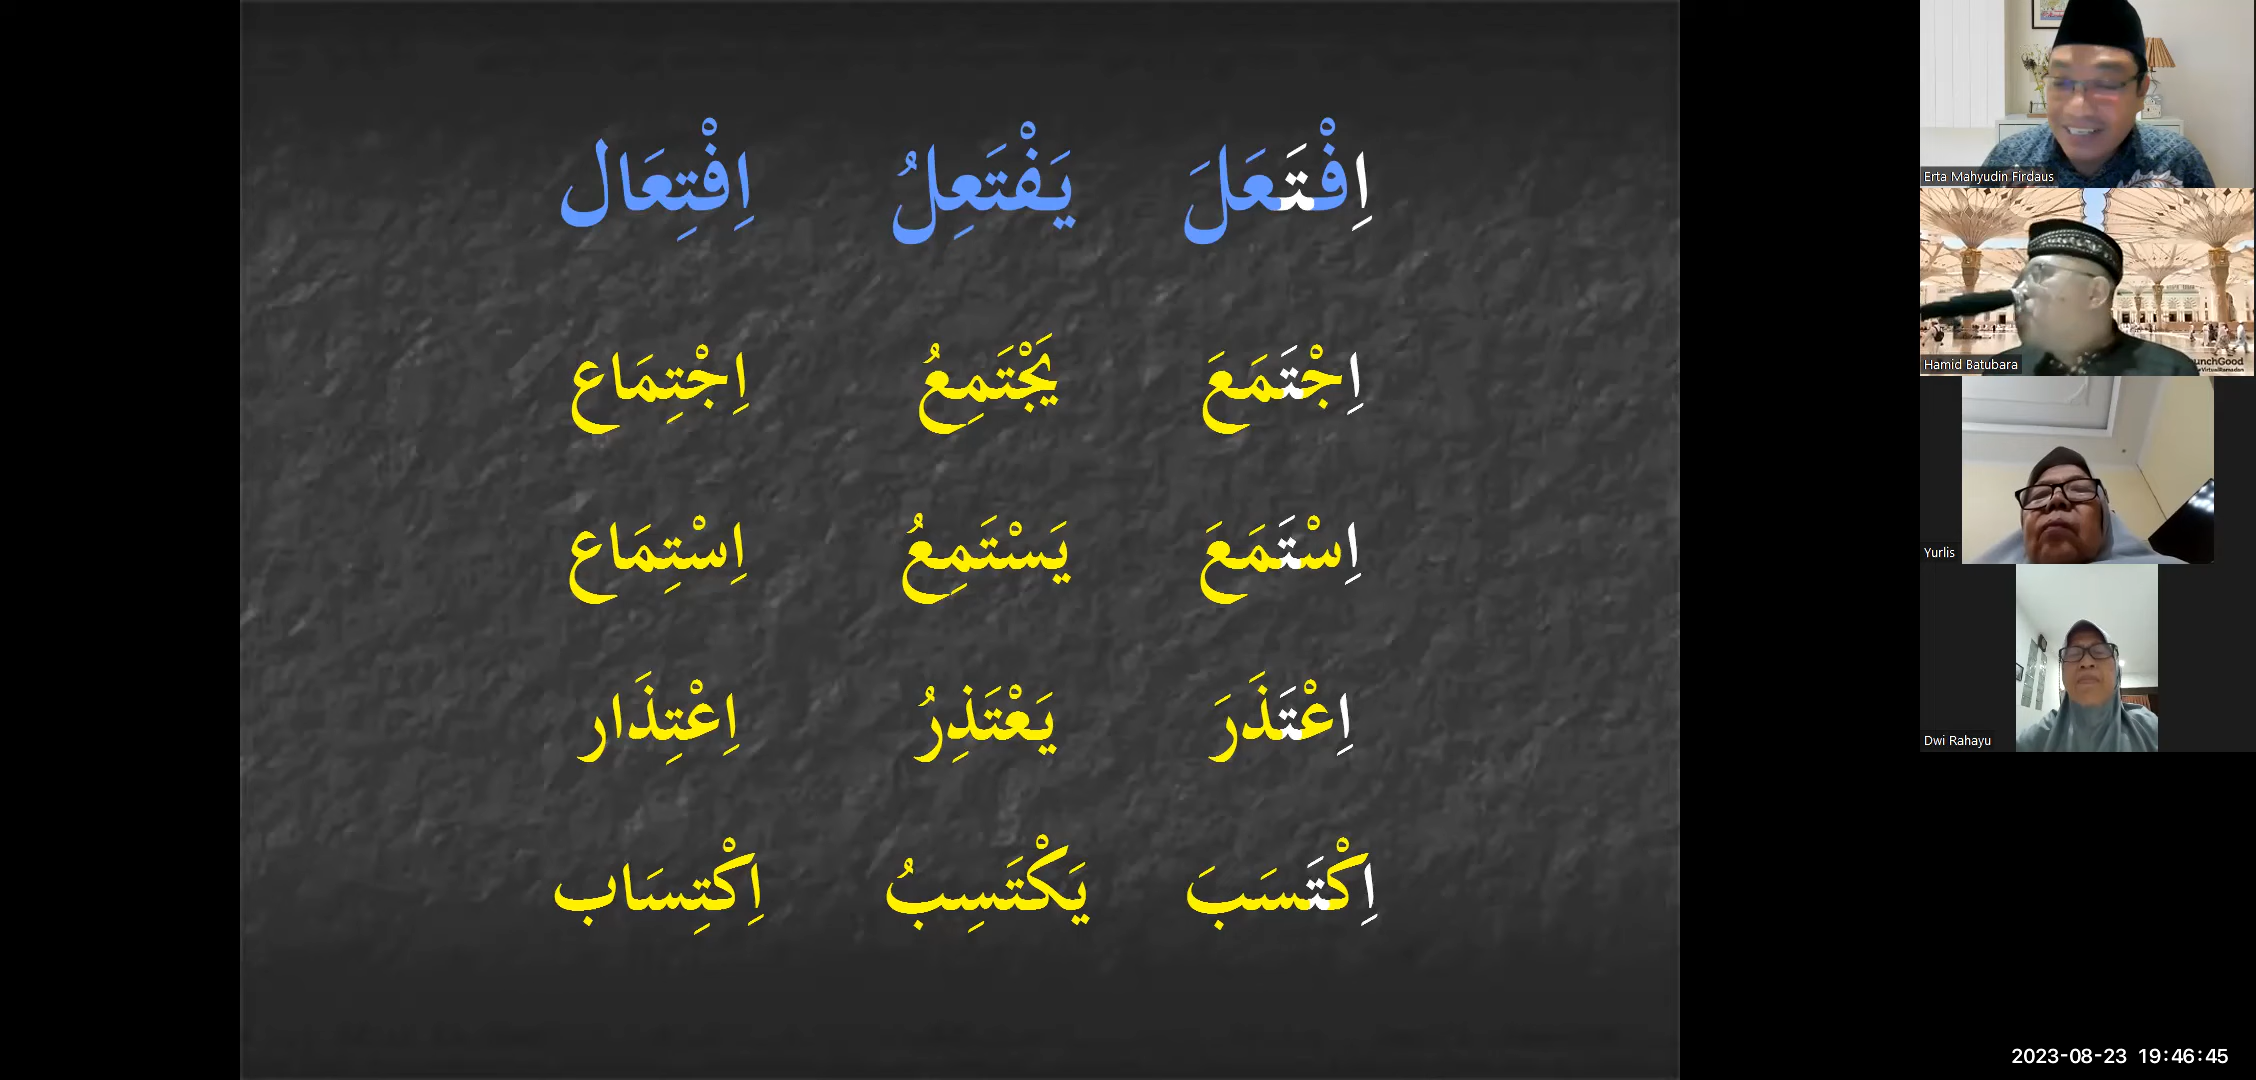 اِفْتَعَلَ يَفْتَعِلُ اِفْتِعَال
اِجْتَمَعَ يَجْتَمِعُ اِجْتِمَاع
اِسْتَمَعَ يَسْتَمِعُ اِسْتِمَاع
اِعْتَذَرَ يَعْتَذِرُ اِعْتِذَار
اِكْتَسَبَ يَكْتَسِبُ اِكْتِسَاب
Erta Mahyudin Firdaus
unchGood
Hamid Batubara
Yurlis
Dwi Rahayu
2023-08-23 19:46:45